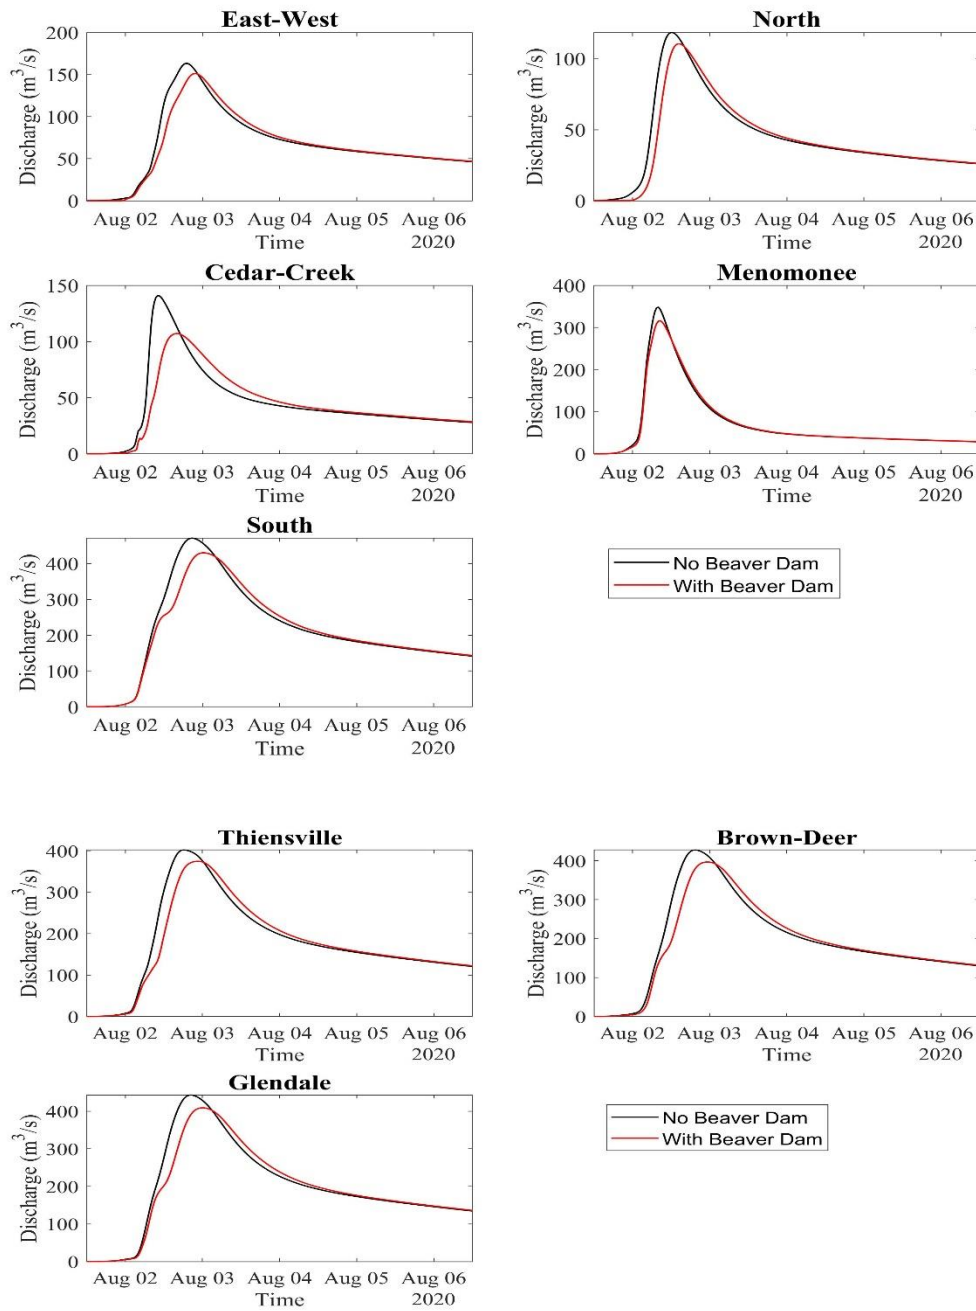 East-West
Discharge (m³/s)
200
150
100
50
0
Aug 02 Aug 03 Aug 04 Aug 05 Aug 06
Time 2020
North
Discharge (m³/s)
100
50
0
Aug 02 Aug 03 Aug 04 Aug 05 Aug 06
Time 2020
Cedar-Creek
Discharge (m³/s)
150
100
50
0
Aug 02 Aug 03 Aug 04 Aug 05 Aug 06
Time 2020
Menomonee
Discharge (m³/s)
400
300
200
100
0
Aug 02 Aug 03 Aug 04 Aug 05 Aug 06
Time 2020
South
Discharge (m³/s)
400
300
200
100
0
Aug 02 Aug 03 Aug 04 Aug 05 Aug 06
Time 2020
No Beaver Dam
With Beaver Dam
Thiensville
Discharge (m³/s)
400
300
200
100
0
Aug 02 Aug 03 Aug 04 Aug 05 Aug 06
Time 2020
Brown-Deer
Discharge (m³/s)
400
300
200
100
0
Aug 02 Aug 03 Aug 04 Aug 05 Aug 06
Time 2020
Glendale
Discharge (m³/s)
400
300
200
100
0
Aug 02 Aug 03 Aug 04 Aug 05 Aug 06
Time 2020
No Beaver Dam
With Beaver Dam